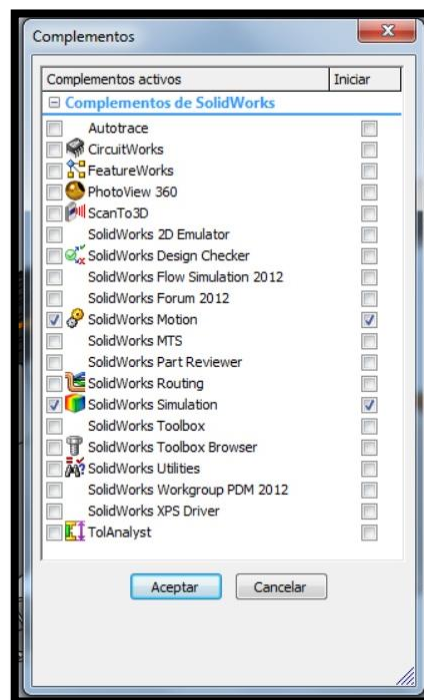 Complementos
Complementos activos Iniciar
Complementos de SolidWorks
Autotrace
CircuitWorks
FeatureWorks
PhotoView 360
ScanTo3D
SolidWorks 2D Emulator
SolidWorks Design Checker
SolidWorks Flow Simulation 2012
SolidWorks Forum 2012
SolidWorks Motion
SolidWorks MTS
SolidWorks Part Reviewer
SolidWorks Routing
SolidWorks Simulation
SolidWorks Toolbox
SolidWorks Toolbox Browser
SolidWorks Utilities
SolidWorks Workgroup PDM 2012
SolidWorks XPS Driver
TolAnalyst
Aceptar Cancelar